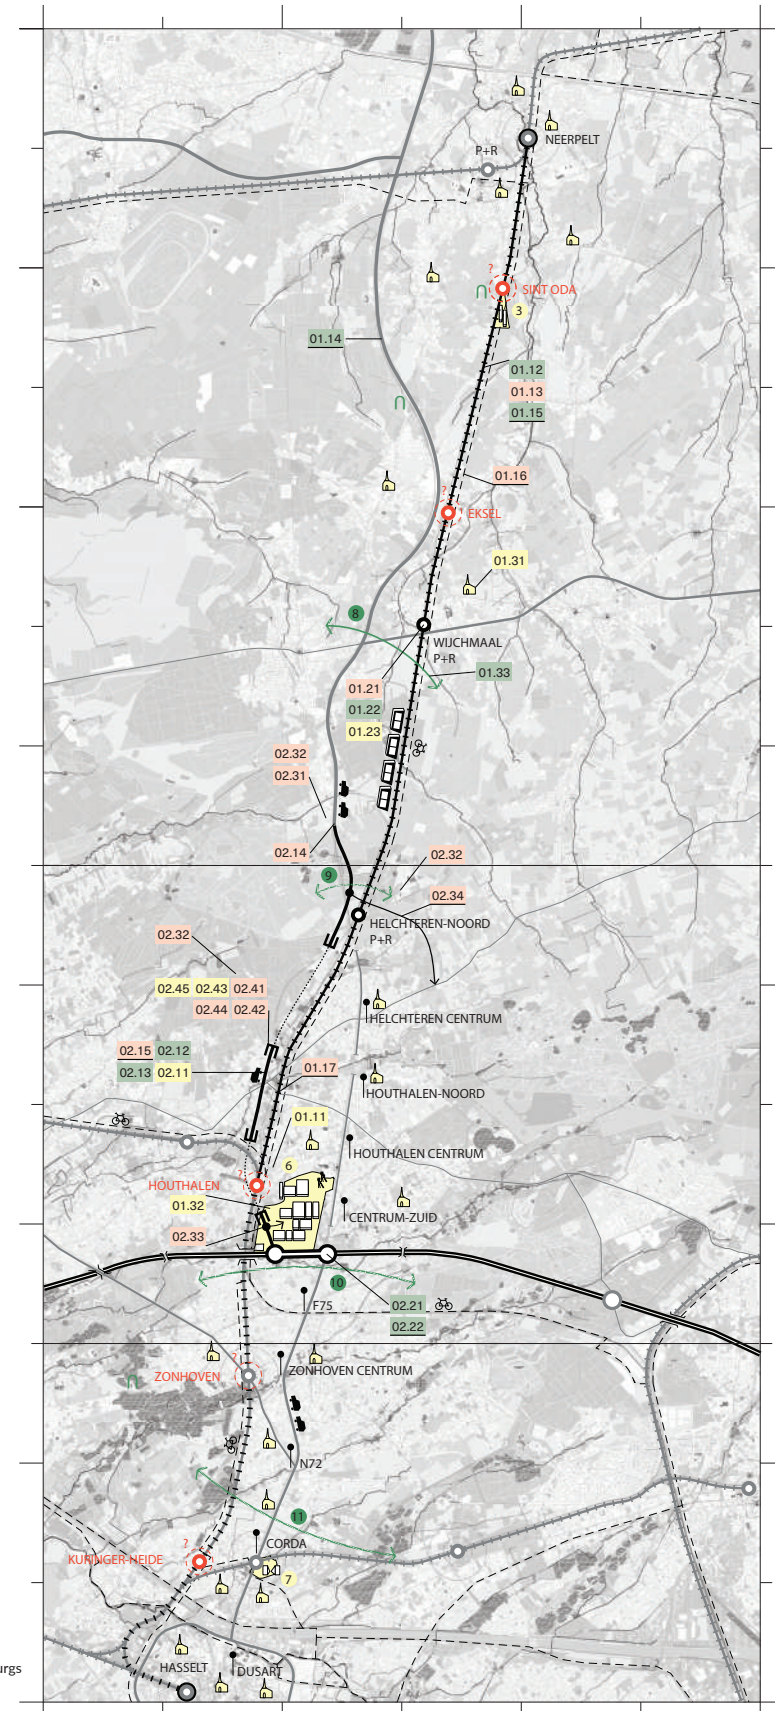 P+R
NEERPELT
?
SINT ODA
3
01.14
01.12
01.13
01.15
01.16
?
EKSEL
01.31
8
WIJCHMAAL
P+R
01.33
01.21
01.22
01.23
02.32
02.31
02.14
02.32
9
02.34
HELCHTEREN-NOORD
P+R
02.32
02.45 02.43 02.41
02.44 02.42
HELCHTEREN CENTRUM
02.15 02.12
02.13 02.11
01.17
HOUTHALEN-NOORD
01.11
HOUTHALEN CENTRUM
6
?
HOUTHALEN
01.32
CENTRUM-ZUID
02.33
10
02.21
F75
02.22
?
ZONHOVEN
ZONHOVEN CENTRUM
N72
11
?
CORDA
KURINGER-HEIDE
7
HASSELT
DUSART
urgs